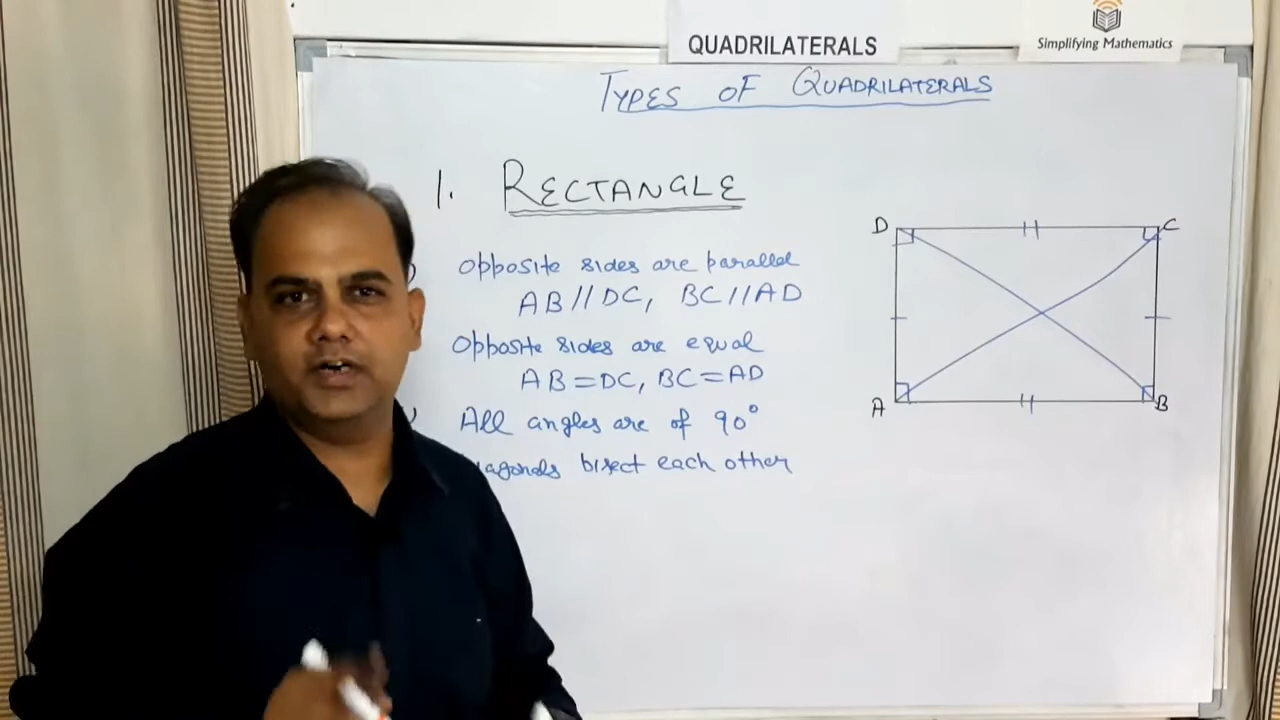 QUADRILATERALS
Simplifying Mathematics
TYPES OF QUADRILATERALS
1. RECTANGLE
Opposite sides are parallel
AB//DC, BC//AD
Opposite sides are equal
AB=DC, BC=AD
All angles are of 90°
bisect each other
D
C
A
B